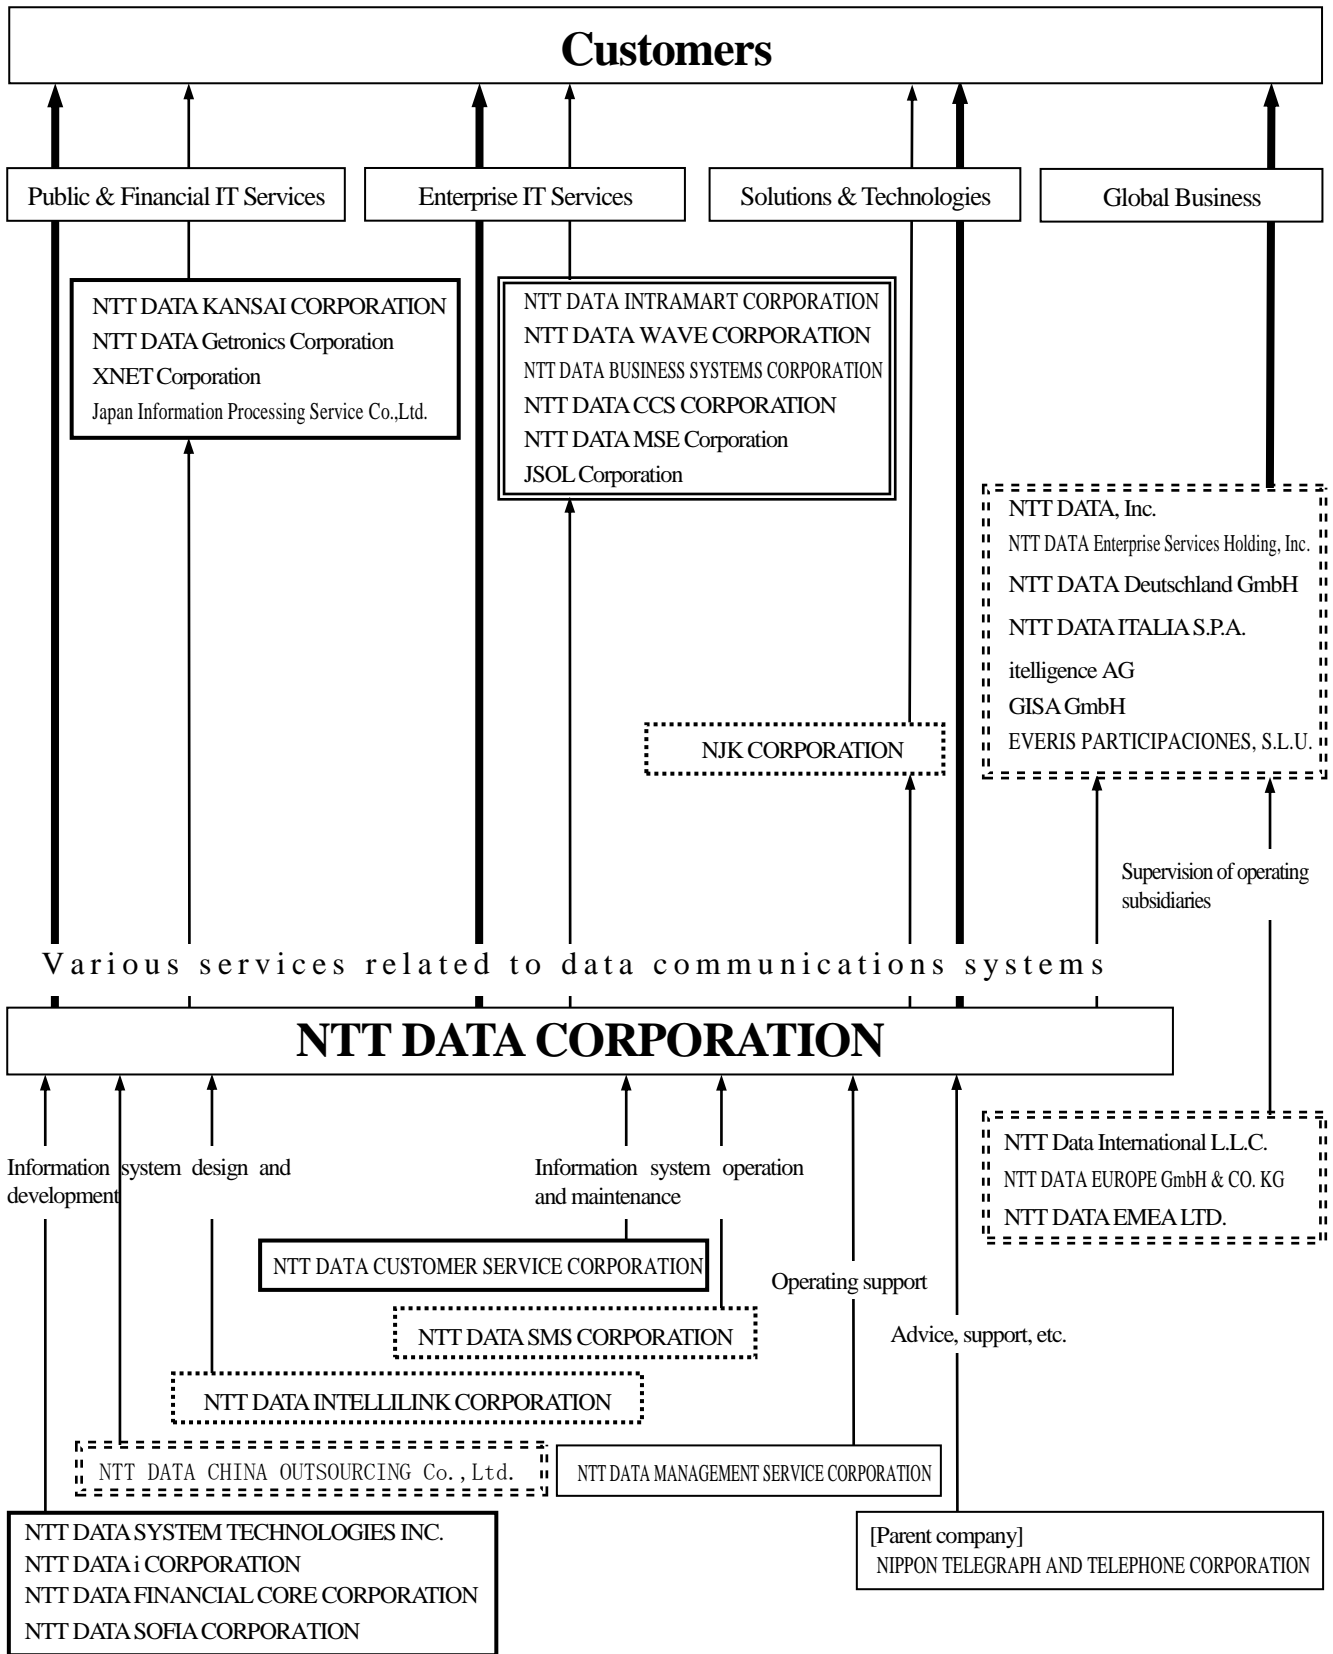 Customers
Public & Financial IT Services
Enterprise IT Services
Solutions & Technologies
Global Business
NTT DATA KANSAI CORPORATION
NTT DATA Getronics Corporation
XNET Corporation
Japan Information Processing Service Co.,Ltd.
NTT DATA INTRAMART CORPORATION
NTT DATA WAVE CORPORATION
NTT DATA BUSINESS SYSTEMS CORPORATION
NTT DATA CCS CORPORATION
NTT DATA MSE Corporation
JSOL Corporation
NTT DATA, Inc.
NTT DATA Enterprise Services Holding, Inc.
NTT DATA Deutschland GmbH
NTT DATA ITALIA S.P.A.
itelligence AG
GISA GmbH
EVERIS PARTICIPACIONES, S.L.U.
NJK CORPORATION
Supervision of operating
subsidiaries
Various services related to data communications systems
NTT DATA CORPORATION
Information system design and
development
Information system operation
and maintenance
NTT Data International L.L.C.
NTT DATA EUROPE GmbH & CO. KG
NTT DATA EMEA LTD.
NTT DATA CUSTOMER SERVICE CORPORATION
Operating support
NTT DATA SMS CORPORATION
Advice, support, etc.
NTT DATA INTELLILINK CORPORATION
NTT DATA CHINA OUTSOURCING Co.,Ltd.
NTT DATA MANAGEMENT SERVICE CORPORATION
NTT DATA SYSTEM TECHNOLOGIES INC.
NTT DATA i CORPORATION
NTT DATA FINANCIAL CORE CORPORATION
NTT DATA SOFIA CORPORATION
[Parent company]
NIPPON TELEGRAPH AND TELEPHONE CORPORATION